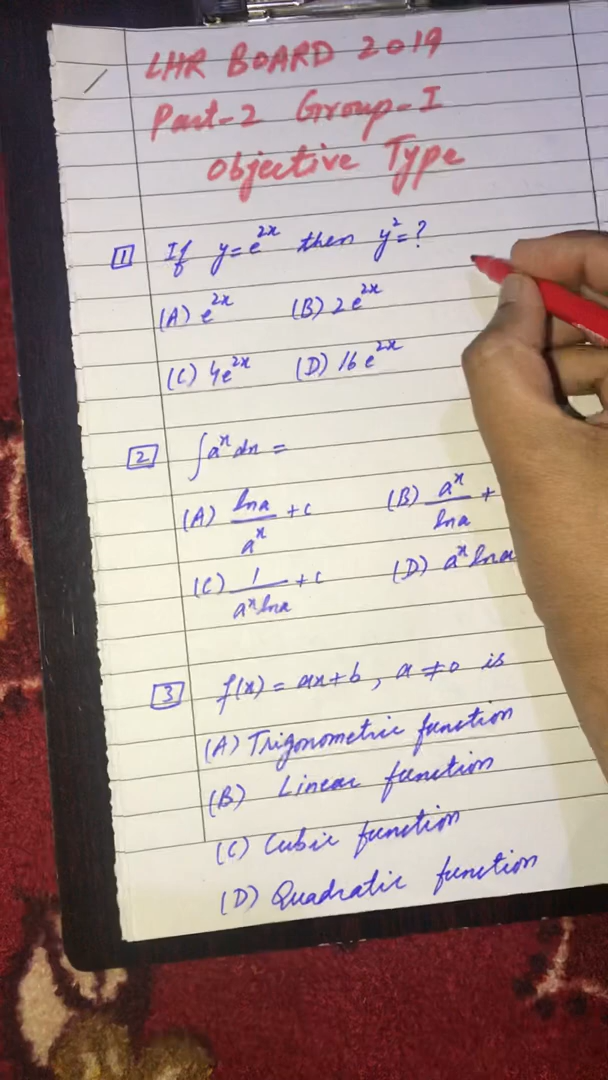 LHR BOARD 2019
Part-2 Group-I
Objective Type
1 If y=e^2x then y^2=?
(A) e^2x (B) 2e^2x
(C) 4e^2x (D) 16e^2x
2 ∫a^x dx =
(A) lna/a^x +c (B) a^x/lna +
(C) 1/a^x lna +c (D) a^x lna
3 f(x) = ax+b, a≠0 is
(A) Trigonometric function
(B) Linear function
(C) Cubic function
(D) Quadratic function